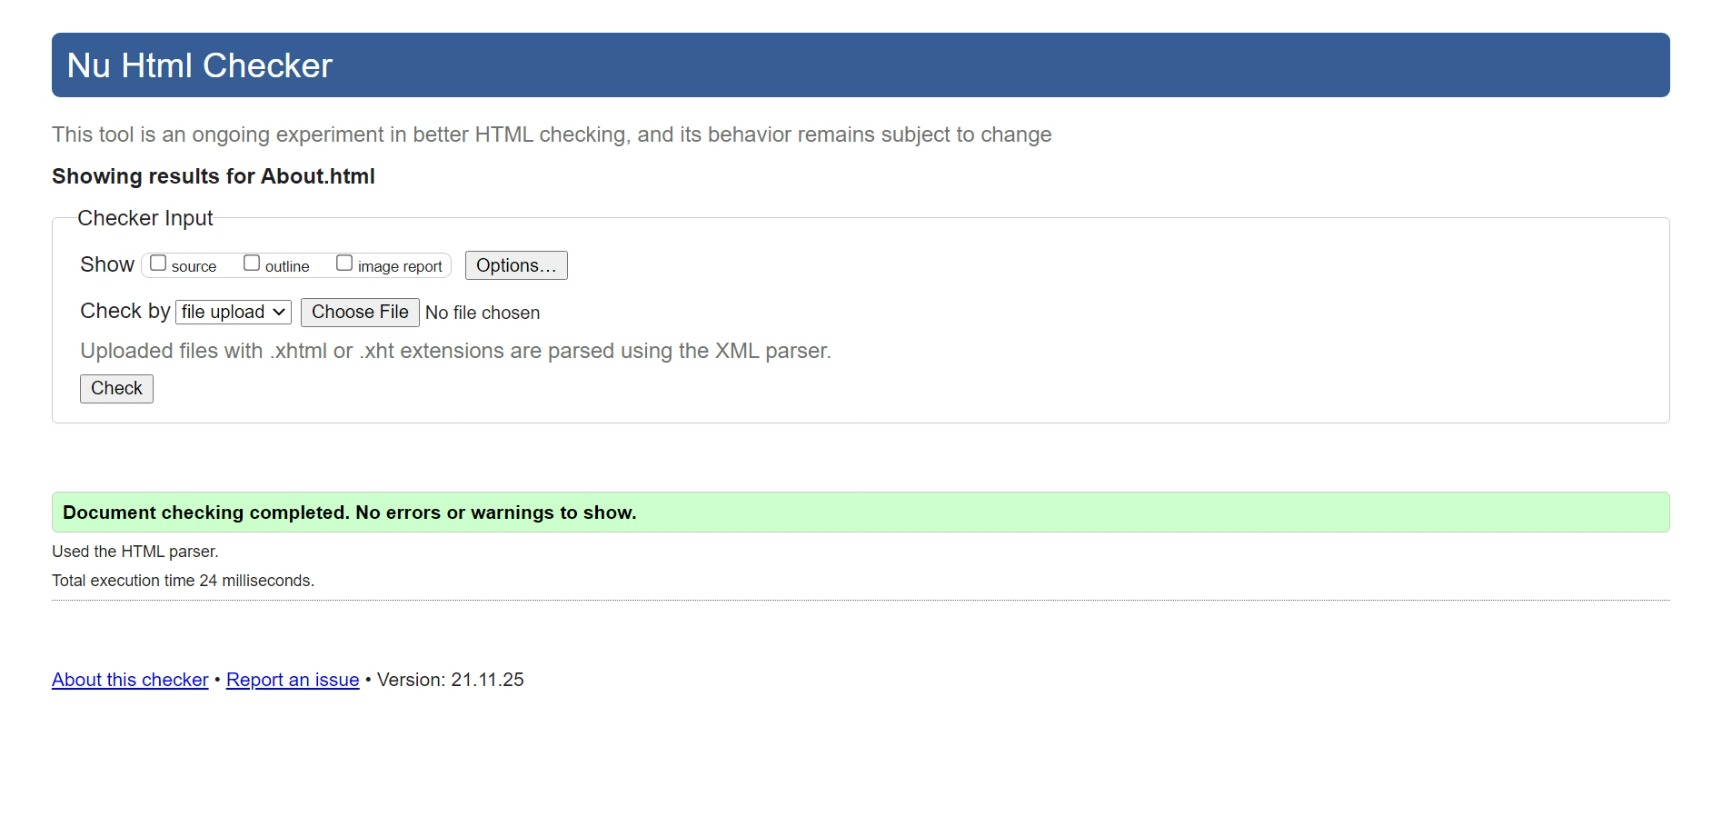 Nu Html Checker
This tool is an ongoing experiment in better HTML checking, and its behavior remains subject to change
Showing results for About.html
Checker Input
Show source outline image report Options...
Check by file upload Choose File No file chosen
Uploaded files with .xhtml or .xht extensions are parsed using the XML parser.
Check
Document checking completed. No errors or warnings to show.
Used the HTML parser.
Total execution time 24 milliseconds.
About this checker • Report an issue • Version: 21.11.25